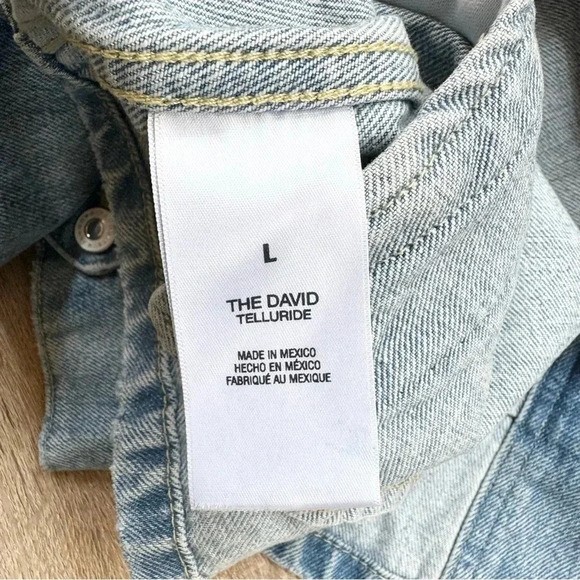 L
THE DAVID
TELLURIDE
MADE IN MEXICO
HECHO EN MÉXICO
FABRIQUÉ AU MEXIQUE